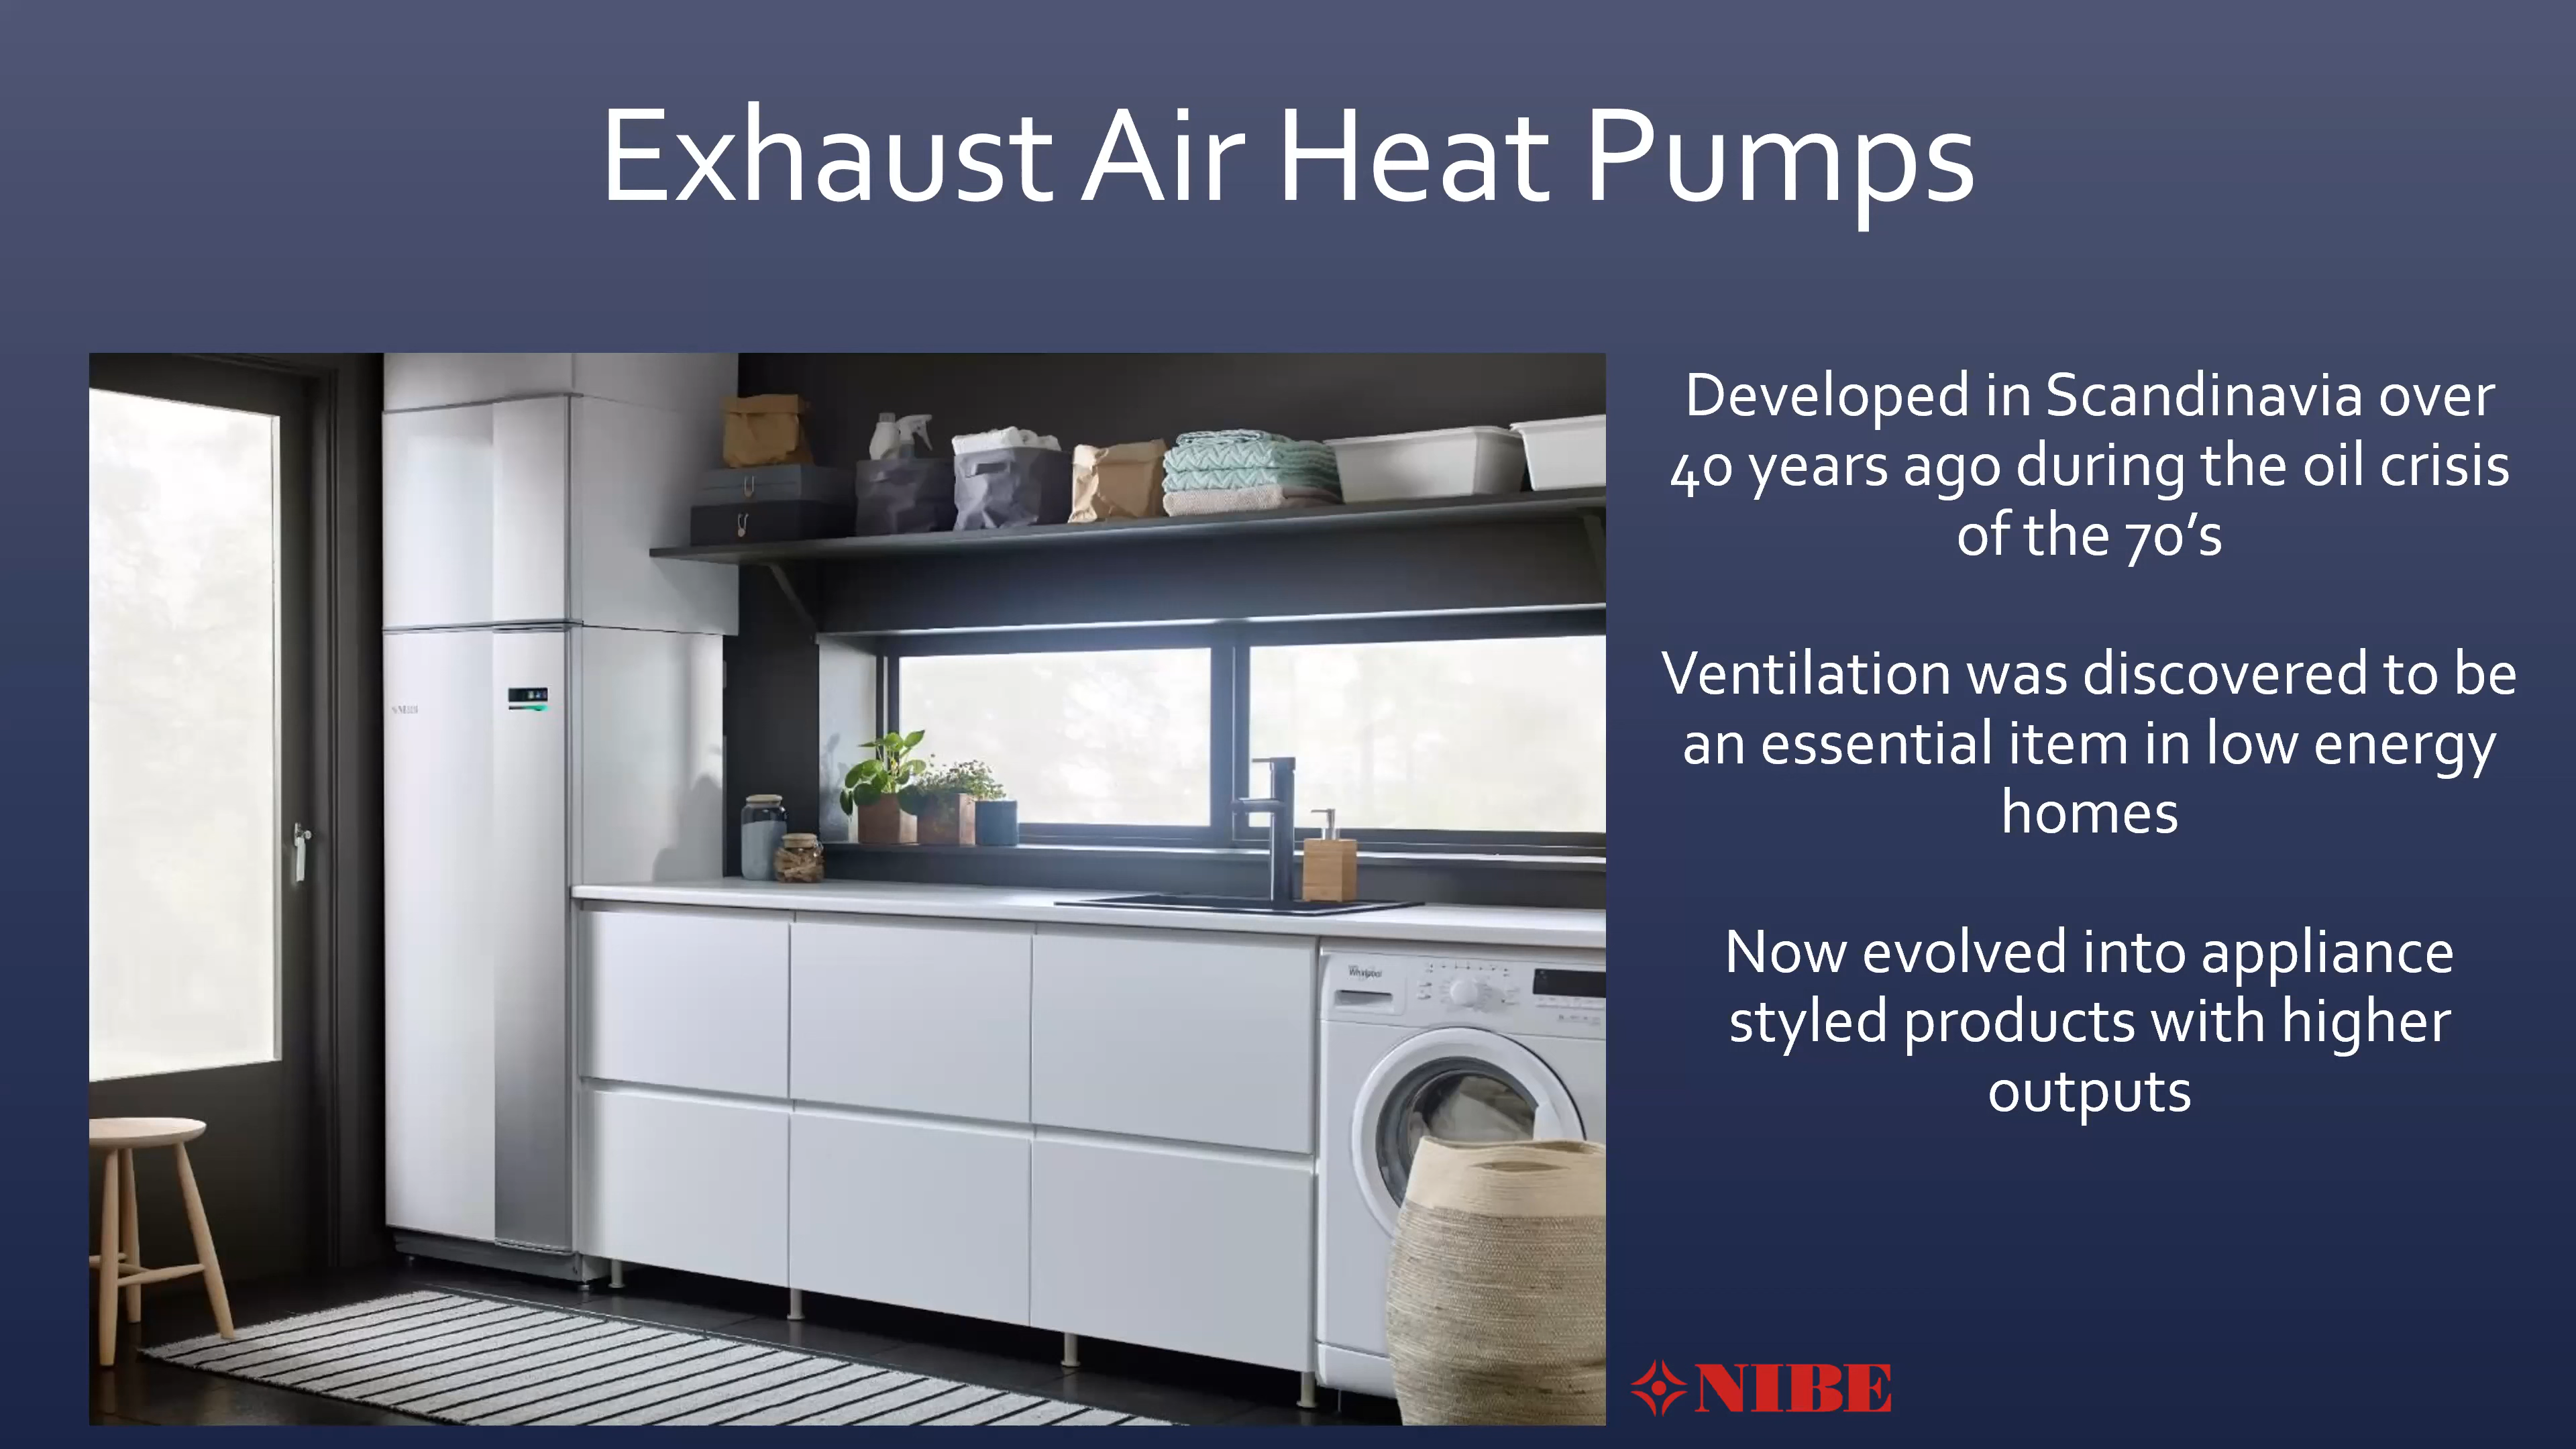 Exhaust Air Heat Pumps
Developed in Scandinavia over
40 years ago during the oil crisis
of the 70’s
Ventilation was discovered to be
an essential item in low energy
homes
Now evolved into appliance
styled products with higher
outputs
NIBE
Whirlpool
NIBE